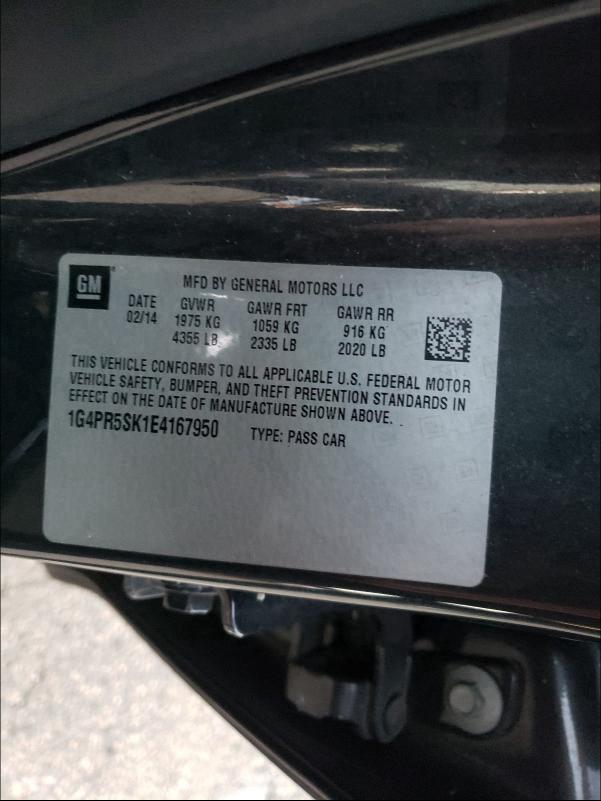 GM
MFD BY GENERAL MOTORS LLC
DATE GVWR GAWR FRT GAWR RR
02/14 1975 KG 1059 KG 916 KG
4355 LB 2335 LB 2020 LB
THIS VEHICLE CONFORMS TO ALL APPLICABLE U.S. FEDERAL MOTOR
VEHICLE SAFETY, BUMPER, AND THEFT PREVENTION STANDARDS IN
EFFECT ON THE DATE OF MANUFACTURE SHOWN ABOVE.
1G4PR5SK1E4167950 TYPE: PASS CAR